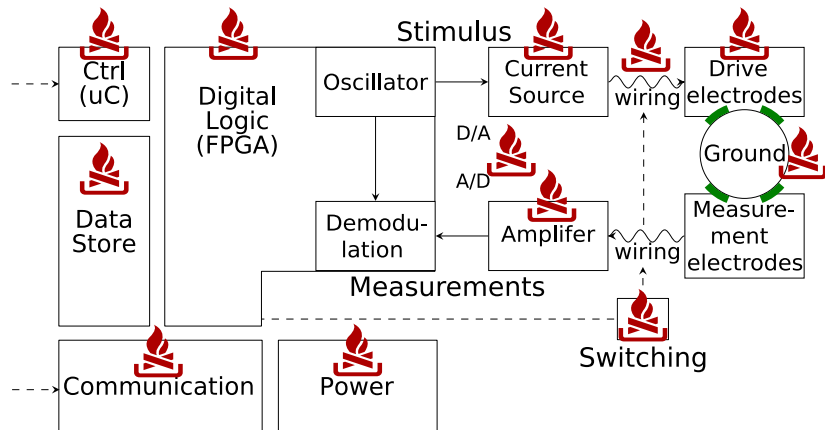 Stimulus
Ctrl
(uC)
Digital
Logic
(FPGA)
Oscillator
Current
Source
wiring
Drive
electrodes
D/A
A/D
Ground
Data
Store
Demodu-
lation
Amplifer
wiring
Measure-
ment
electrodes
Measurements
Switching
Communication
Power